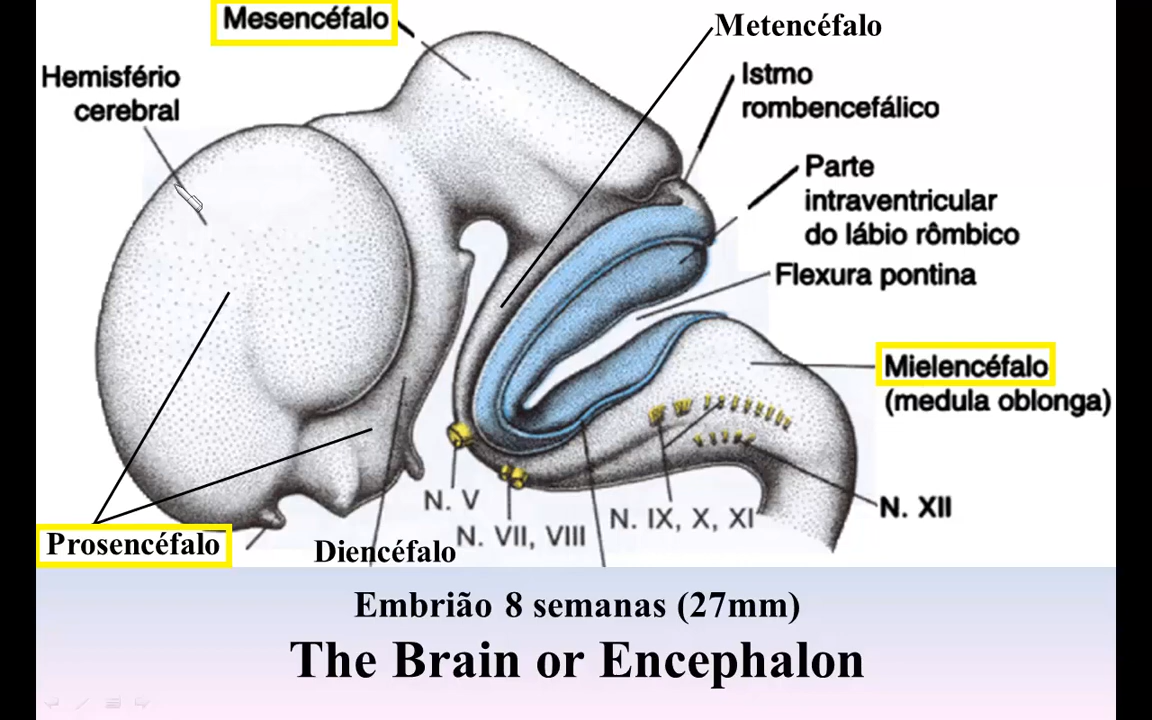 Mesencéfalo
Metencéfalo
Hemisfério
cerebral
Istmo
rombencefálico
Parte
intraventricular
do lábio rômbico
Flexura pontina
Mielencéfalo
(medula oblonga)
N. V
N. VII, VIII
N. IX, X, XI
N. XII
Prosencéfalo
Diencéfalo
Embrião 8 semanas (27mm)
The Brain or Encephalon